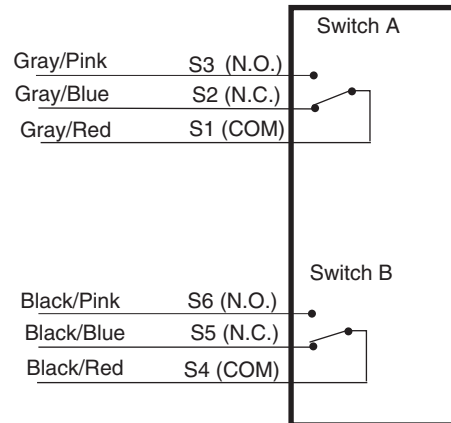 Switch A
Gray/Pink S3 (N.O.)
Gray/Blue S2 (N.C.)
Gray/Red S1 (COM)
Switch B
Black/Pink S6 (N.O.)
Black/Blue S5 (N.C.)
Black/Red S4 (COM)